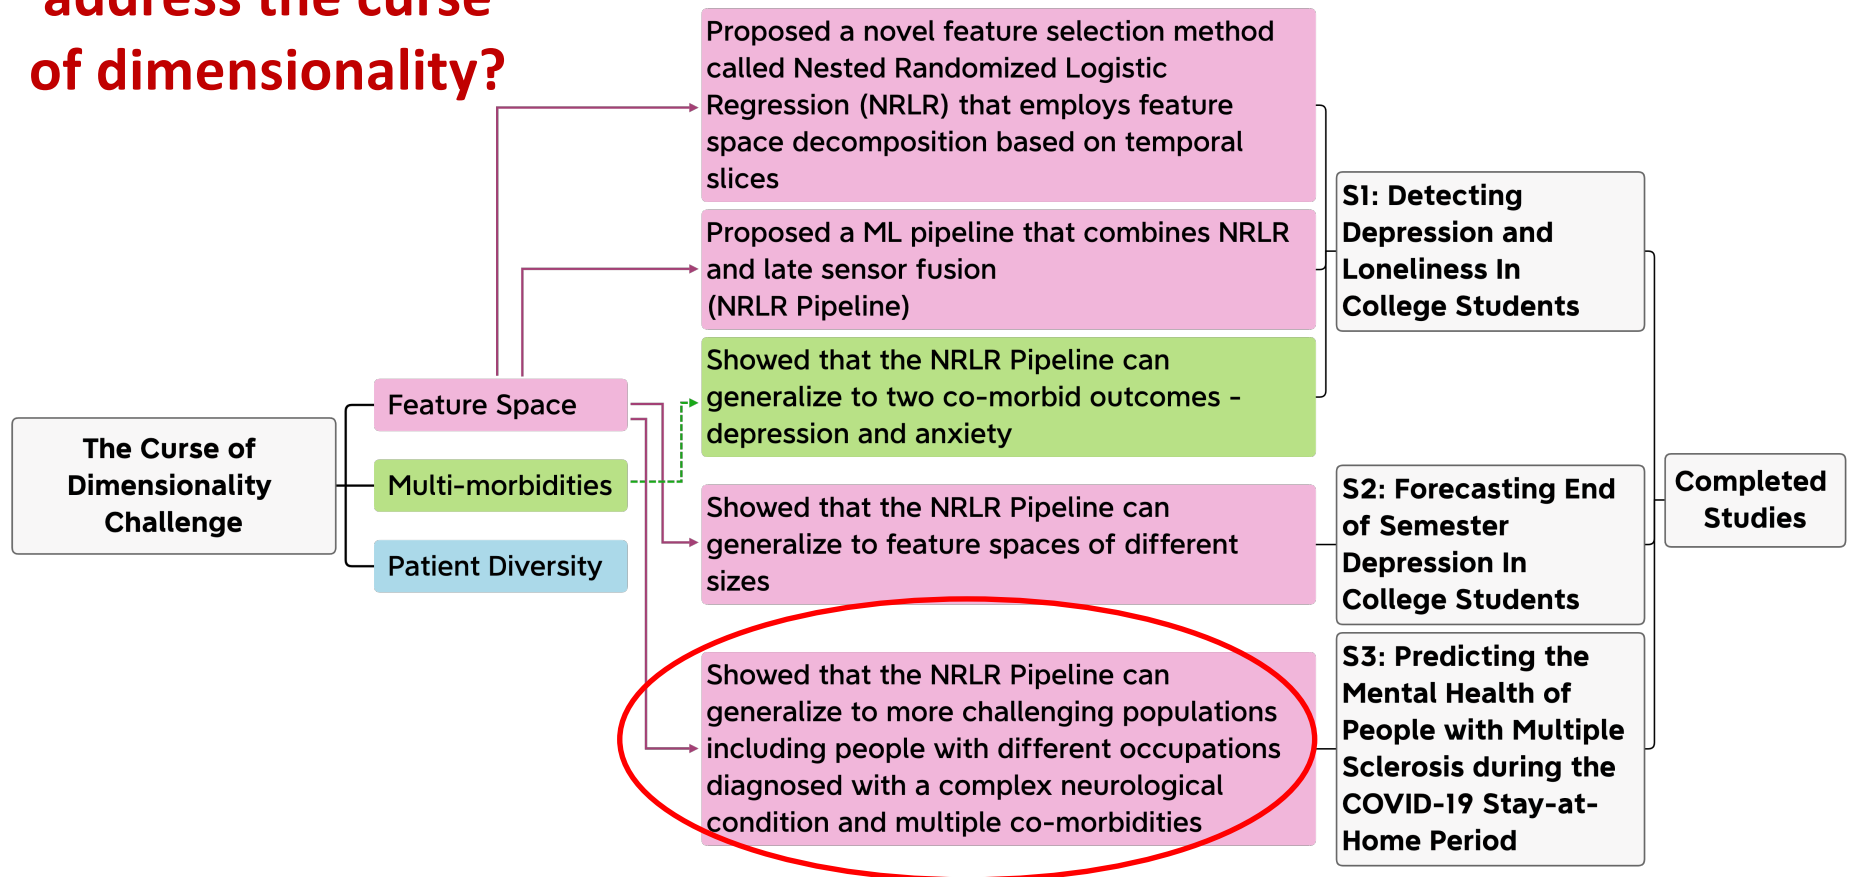 address the curse
of dimensionality?
The Curse of
Dimensionality
Challenge
Feature Space
Multi-morbidities
Patient Diversity
Proposed a novel feature selection method
called Nested Randomized Logistic
Regression (NRLR) that employs feature
space decomposition based on temporal
slices
Proposed a ML pipeline that combines NRLR
and late sensor fusion
(NRLR Pipeline)
Showed that the NRLR Pipeline can
generalize to two co-morbid outcomes -
depression and anxiety
Showed that the NRLR Pipeline can
generalize to feature spaces of different
sizes
Showed that the NRLR Pipeline can
generalize to more challenging populations
including people with different occupations
diagnosed with a complex neurological
condition and multiple co-morbidities
S1: Detecting
Depression and
Loneliness In
College Students
S2: Forecasting End
of Semester
Depression In
College Students
S3: Predicting the
Mental Health of
People with Multiple
Sclerosis during the
COVID-19 Stay-at-
Home Period
Completed
Studies